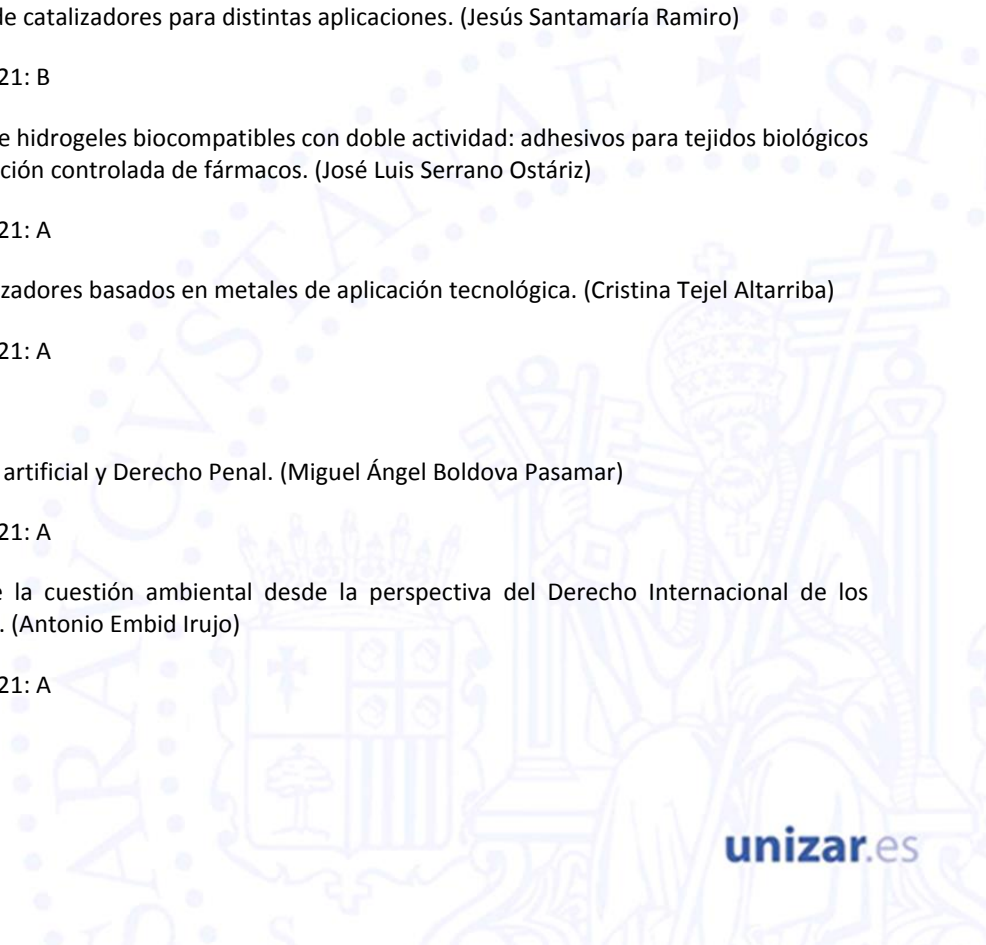 de catalizadores para distintas aplicaciones. (Jesús Santamaría Ramiro)
21: B
e hidrogeles biocompatibles con doble actividad: adhesivos para tejidos biológicos
ción controlada de fármacos. (José Luis Serrano Ostáriz)
21: A
zadores basados en metales de aplicación tecnológica. (Cristina Tejel Altarriba)
21: A
artificial y Derecho Penal. (Miguel Ángel Boldova Pasamar)
21: A
e la cuestión ambiental desde la perspectiva del Derecho Internacional de los
. (Antonio Embid Irujo)
21: A
unizar.es